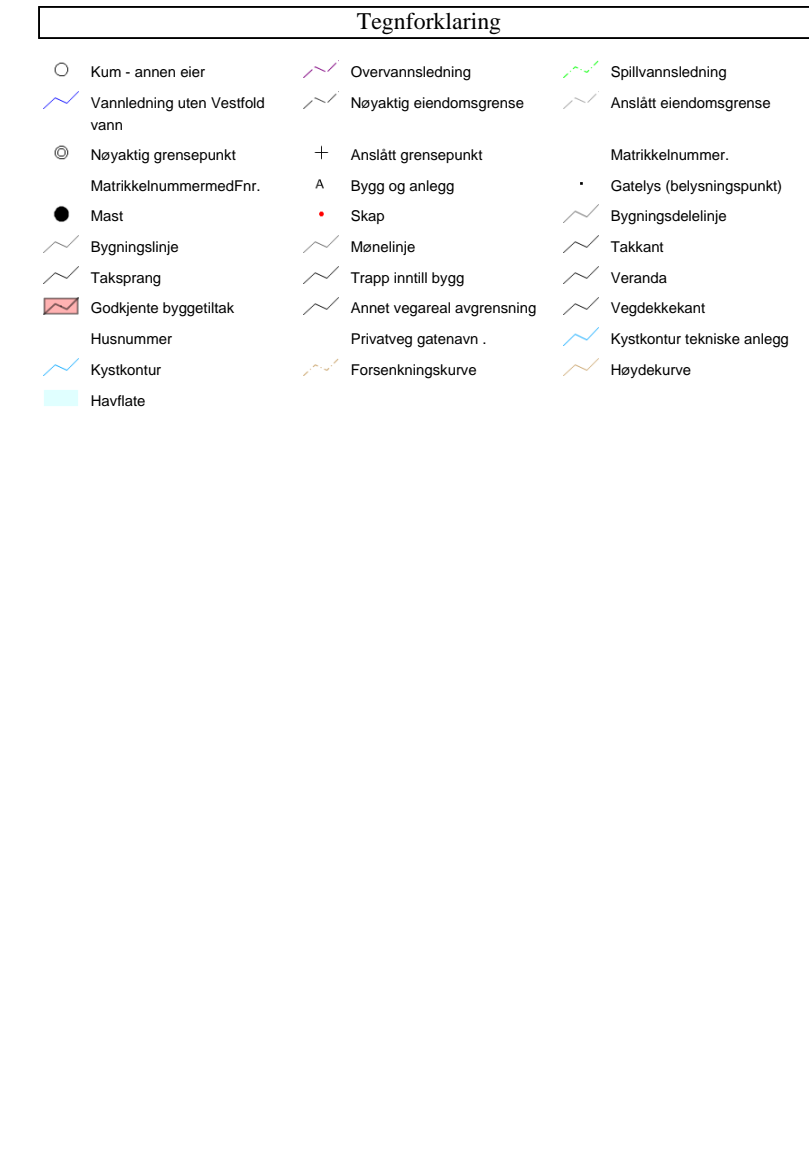 Tegnforklaring
Kum - annen eier
Overvannsledning
Spillvannsledning
Vannledning uten Vestfold
vann
Nøyaktig eiendomsgrense
Anslått eiendomsgrense
Nøyaktig grensepunkt
Anslått grensepunkt
Matrikkelnummer.
MatrikkelnummermedFnr.
A Bygg og anlegg
Gatelys (belysningspunkt)
Mast
Skap
Bygningsdelelinje
Bygningslinje
Mønelinje
Takkant
Taksprang
Trapp inntill bygg
Veranda
Godkjente byggetiltak
Annet vegareal avgrensning
Vegdekkekant
Husnummer
Privatveg gatenavn .
Kystkontur tekniske anlegg
Kystkontur
Forsenkningskurve
Høydekurve
Havflate